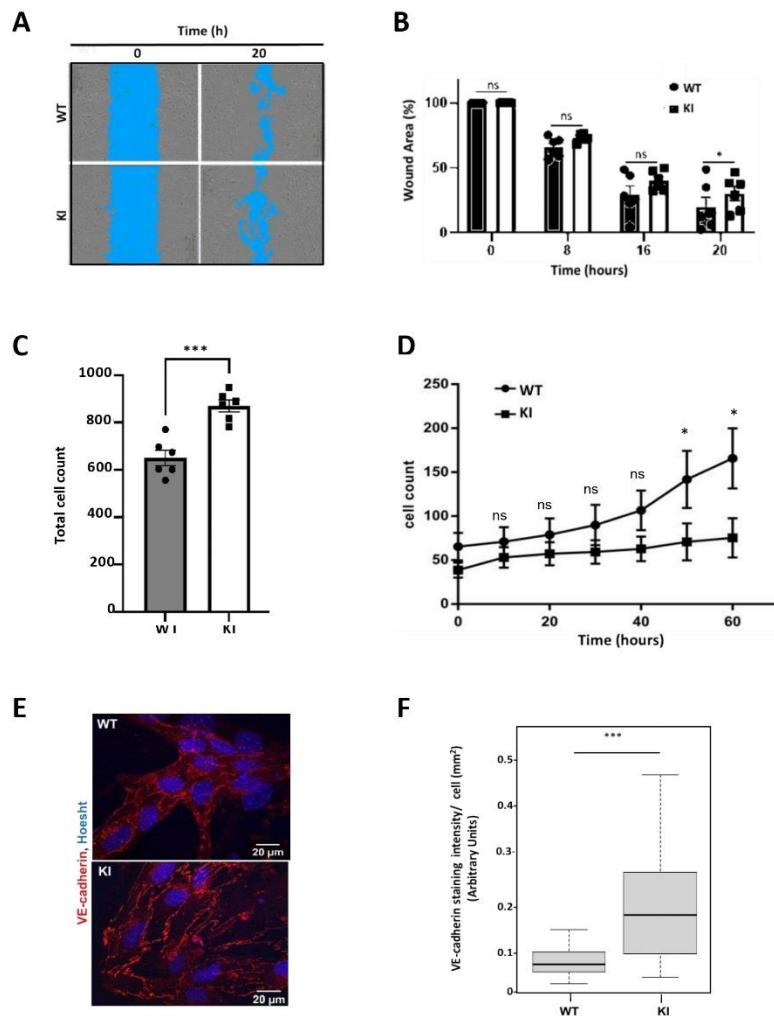 A
Time (h)
0
20
WT
KI
B
Wound Area (%)
100
50
0
ns
ns
ns
*
WT
KI
0
8
16
20
Time (hours)
C
***
Total cell count
1000
800
600
400
200
0
WT
KI
D
cell count
250
200
150
100
50
0
WT
KI
ns
ns
ns
ns
*
*
0
20
40
60
Time (hours)
E
VE-cadherin, Hoesht
WT
20 µm
KI
20 µm
F
VE-cadherin staining intensity/ cell (mm²)
(Arbitrary Units)
***
0.5
0.4
0.3
0.2
0.1
0
WT
KI